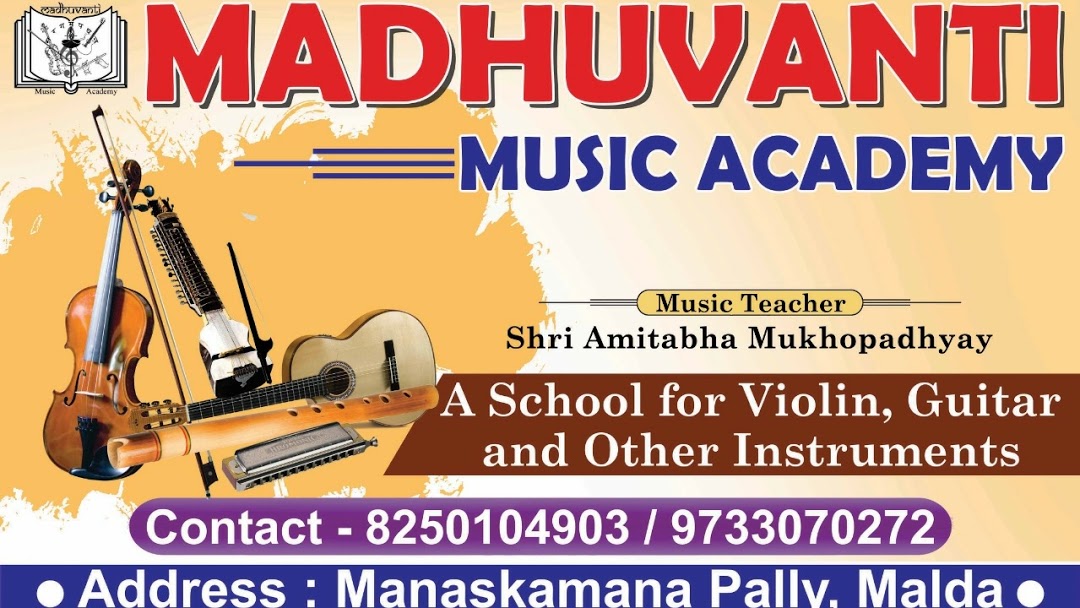 madhuvanti
Music Academy
MADHUVANTI
MUSIC ACADEMY
Music Teacher
Shri Amitabha Mukhopadhyay
A School for Violin, Guitar
and Other Instruments
Contact - 8250104903 / 9733070272
Address : Manaskamana Pally, Malda